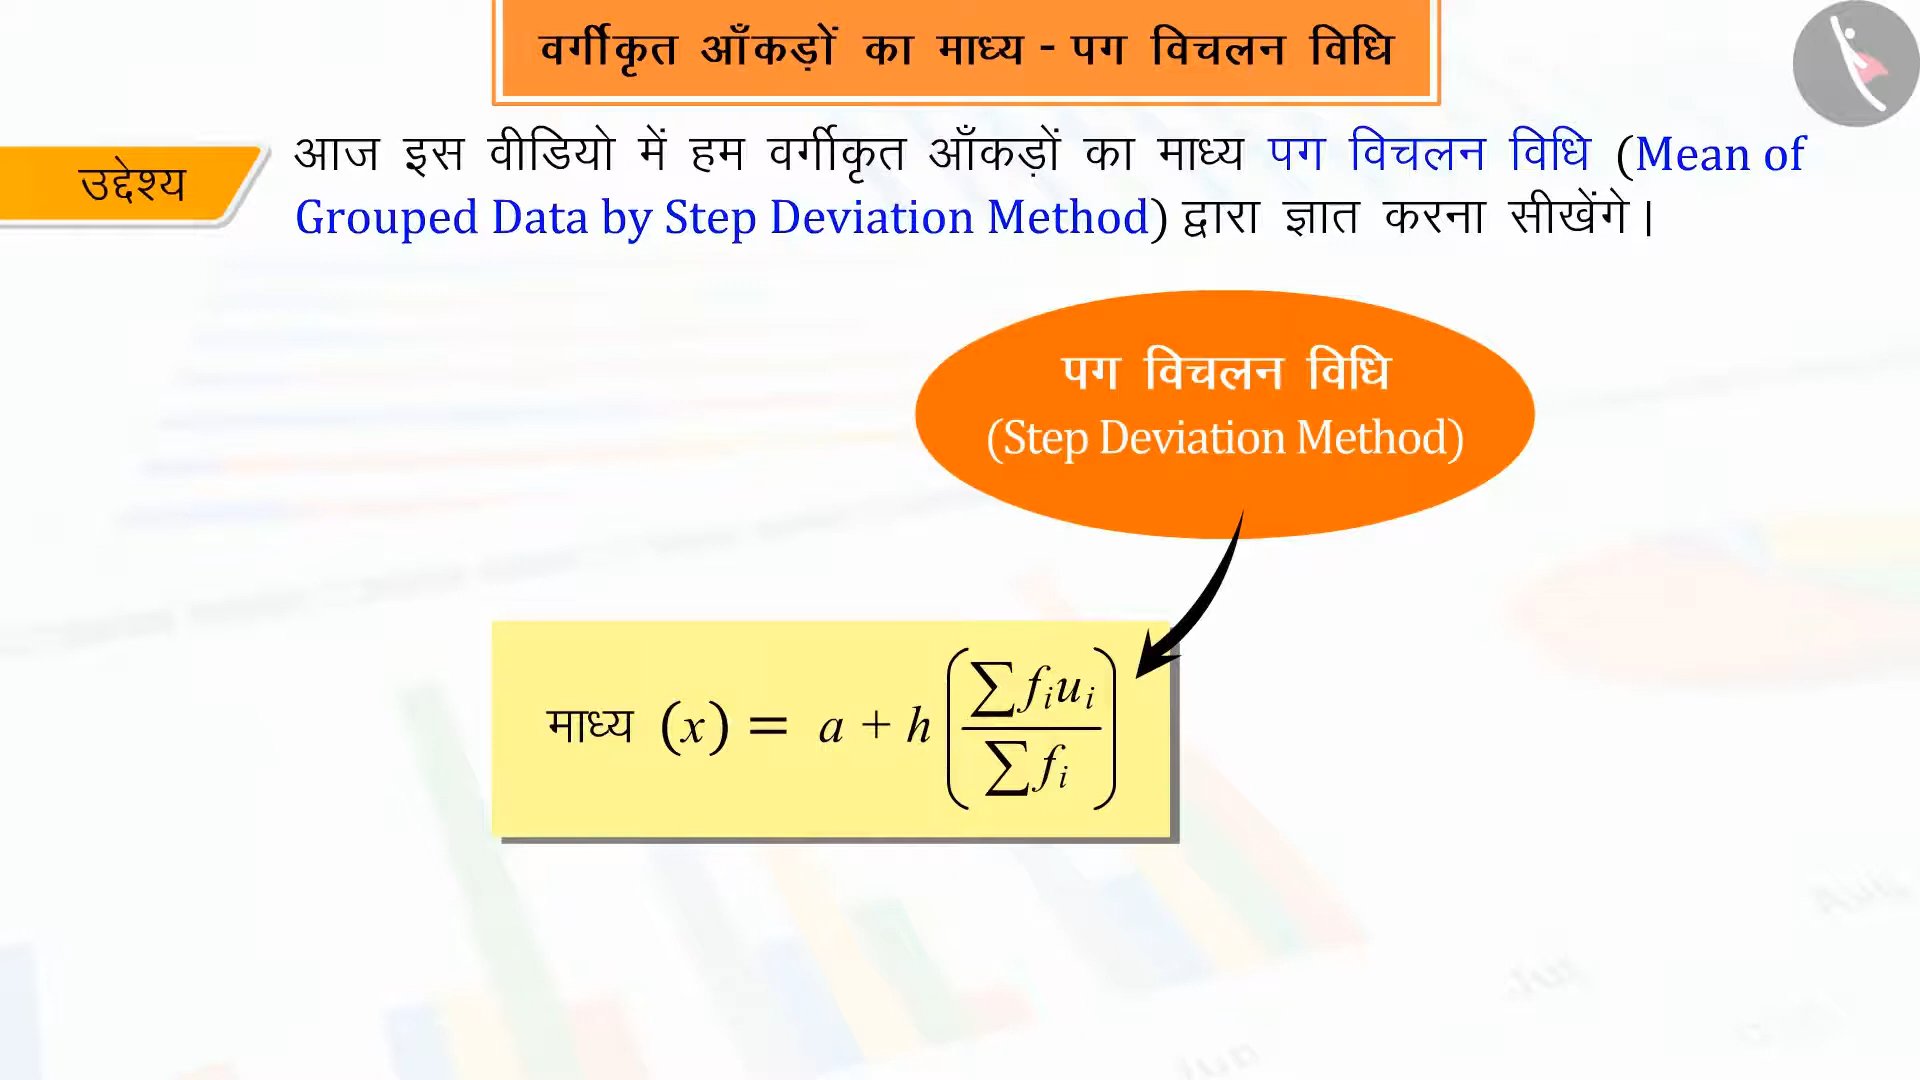 वर्गीकृत आँकड़ों का माध्य - पग विचलन विधि
उद्देश्य
आज इस वीडियो में हम वर्गीकृत आँकड़ों का माध्य पग विचलन विधि (Mean of
Grouped Data by Step Deviation Method) द्वारा ज्ञात करना सीखेंगे।
पग विचलन विधि
(Step Deviation Method)
माध्य (x) = a + h (∑fᵢuᵢ / ∑fᵢ)